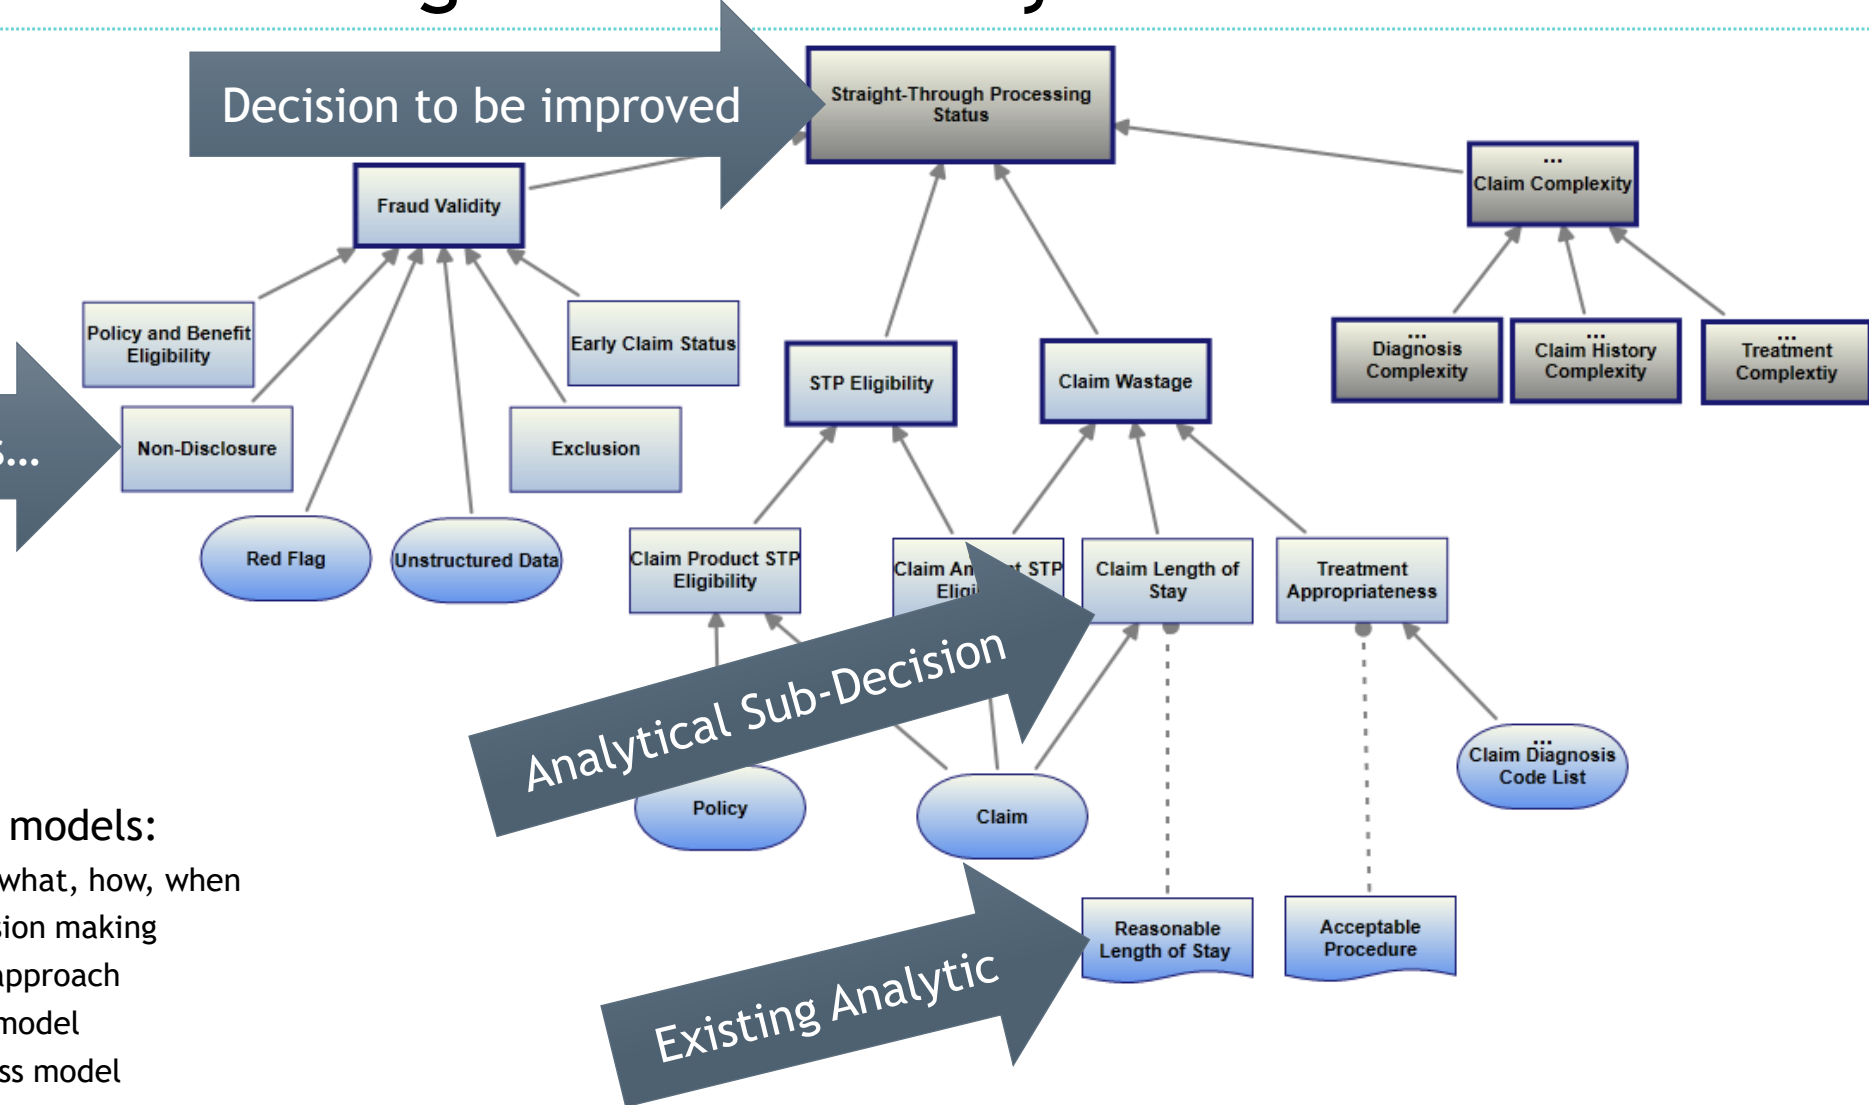 Decision to be improved
Straight-Through Processing
Status
...
Claim Complexity
Fraud Validity
Policy and Benefit
Eligibility
Early Claim Status
STP Eligibility
Claim Wastage
...
Diagnosis
Complexity
...
Claim History
Complexity
...
Treatment
Complextiy
Non-Disclosure
Exclusion
Red Flag
Unstructured Data
Claim Product STP
Eligibility
Claim STP
Claim Length of
Stay
Treatment
Appropriateness
Analytical Sub-Decision
Policy
Claim
...
Claim Diagnosis
Code List
models:
what, how, when
making
approach
model
model
Reasonable
Length of Stay
Acceptable
Procedure
Existing Analytic